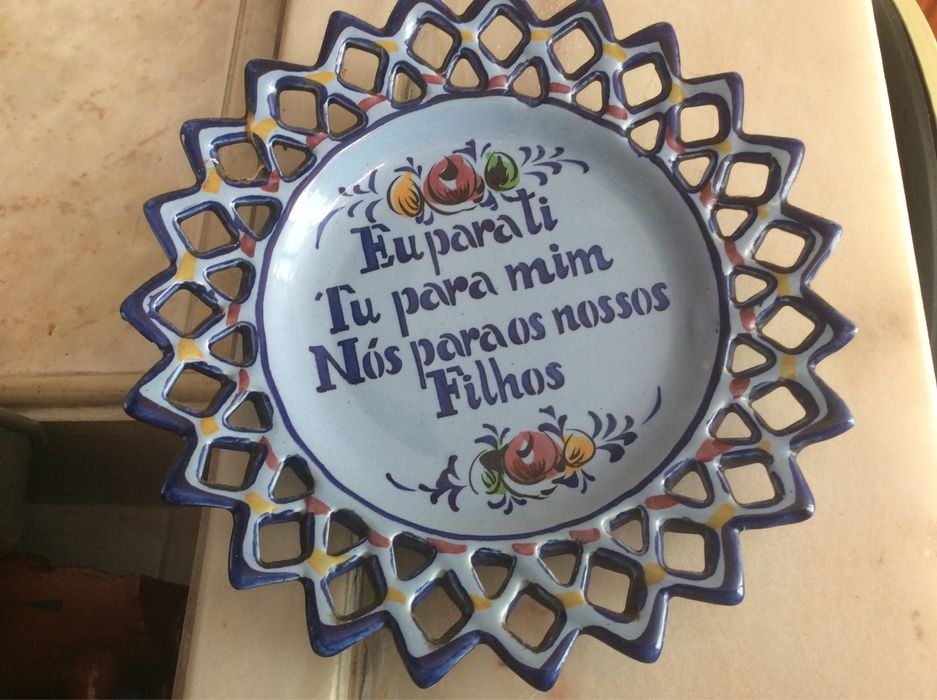 Eu para ti
Tu para mim
Nós para os nossos
Filhos